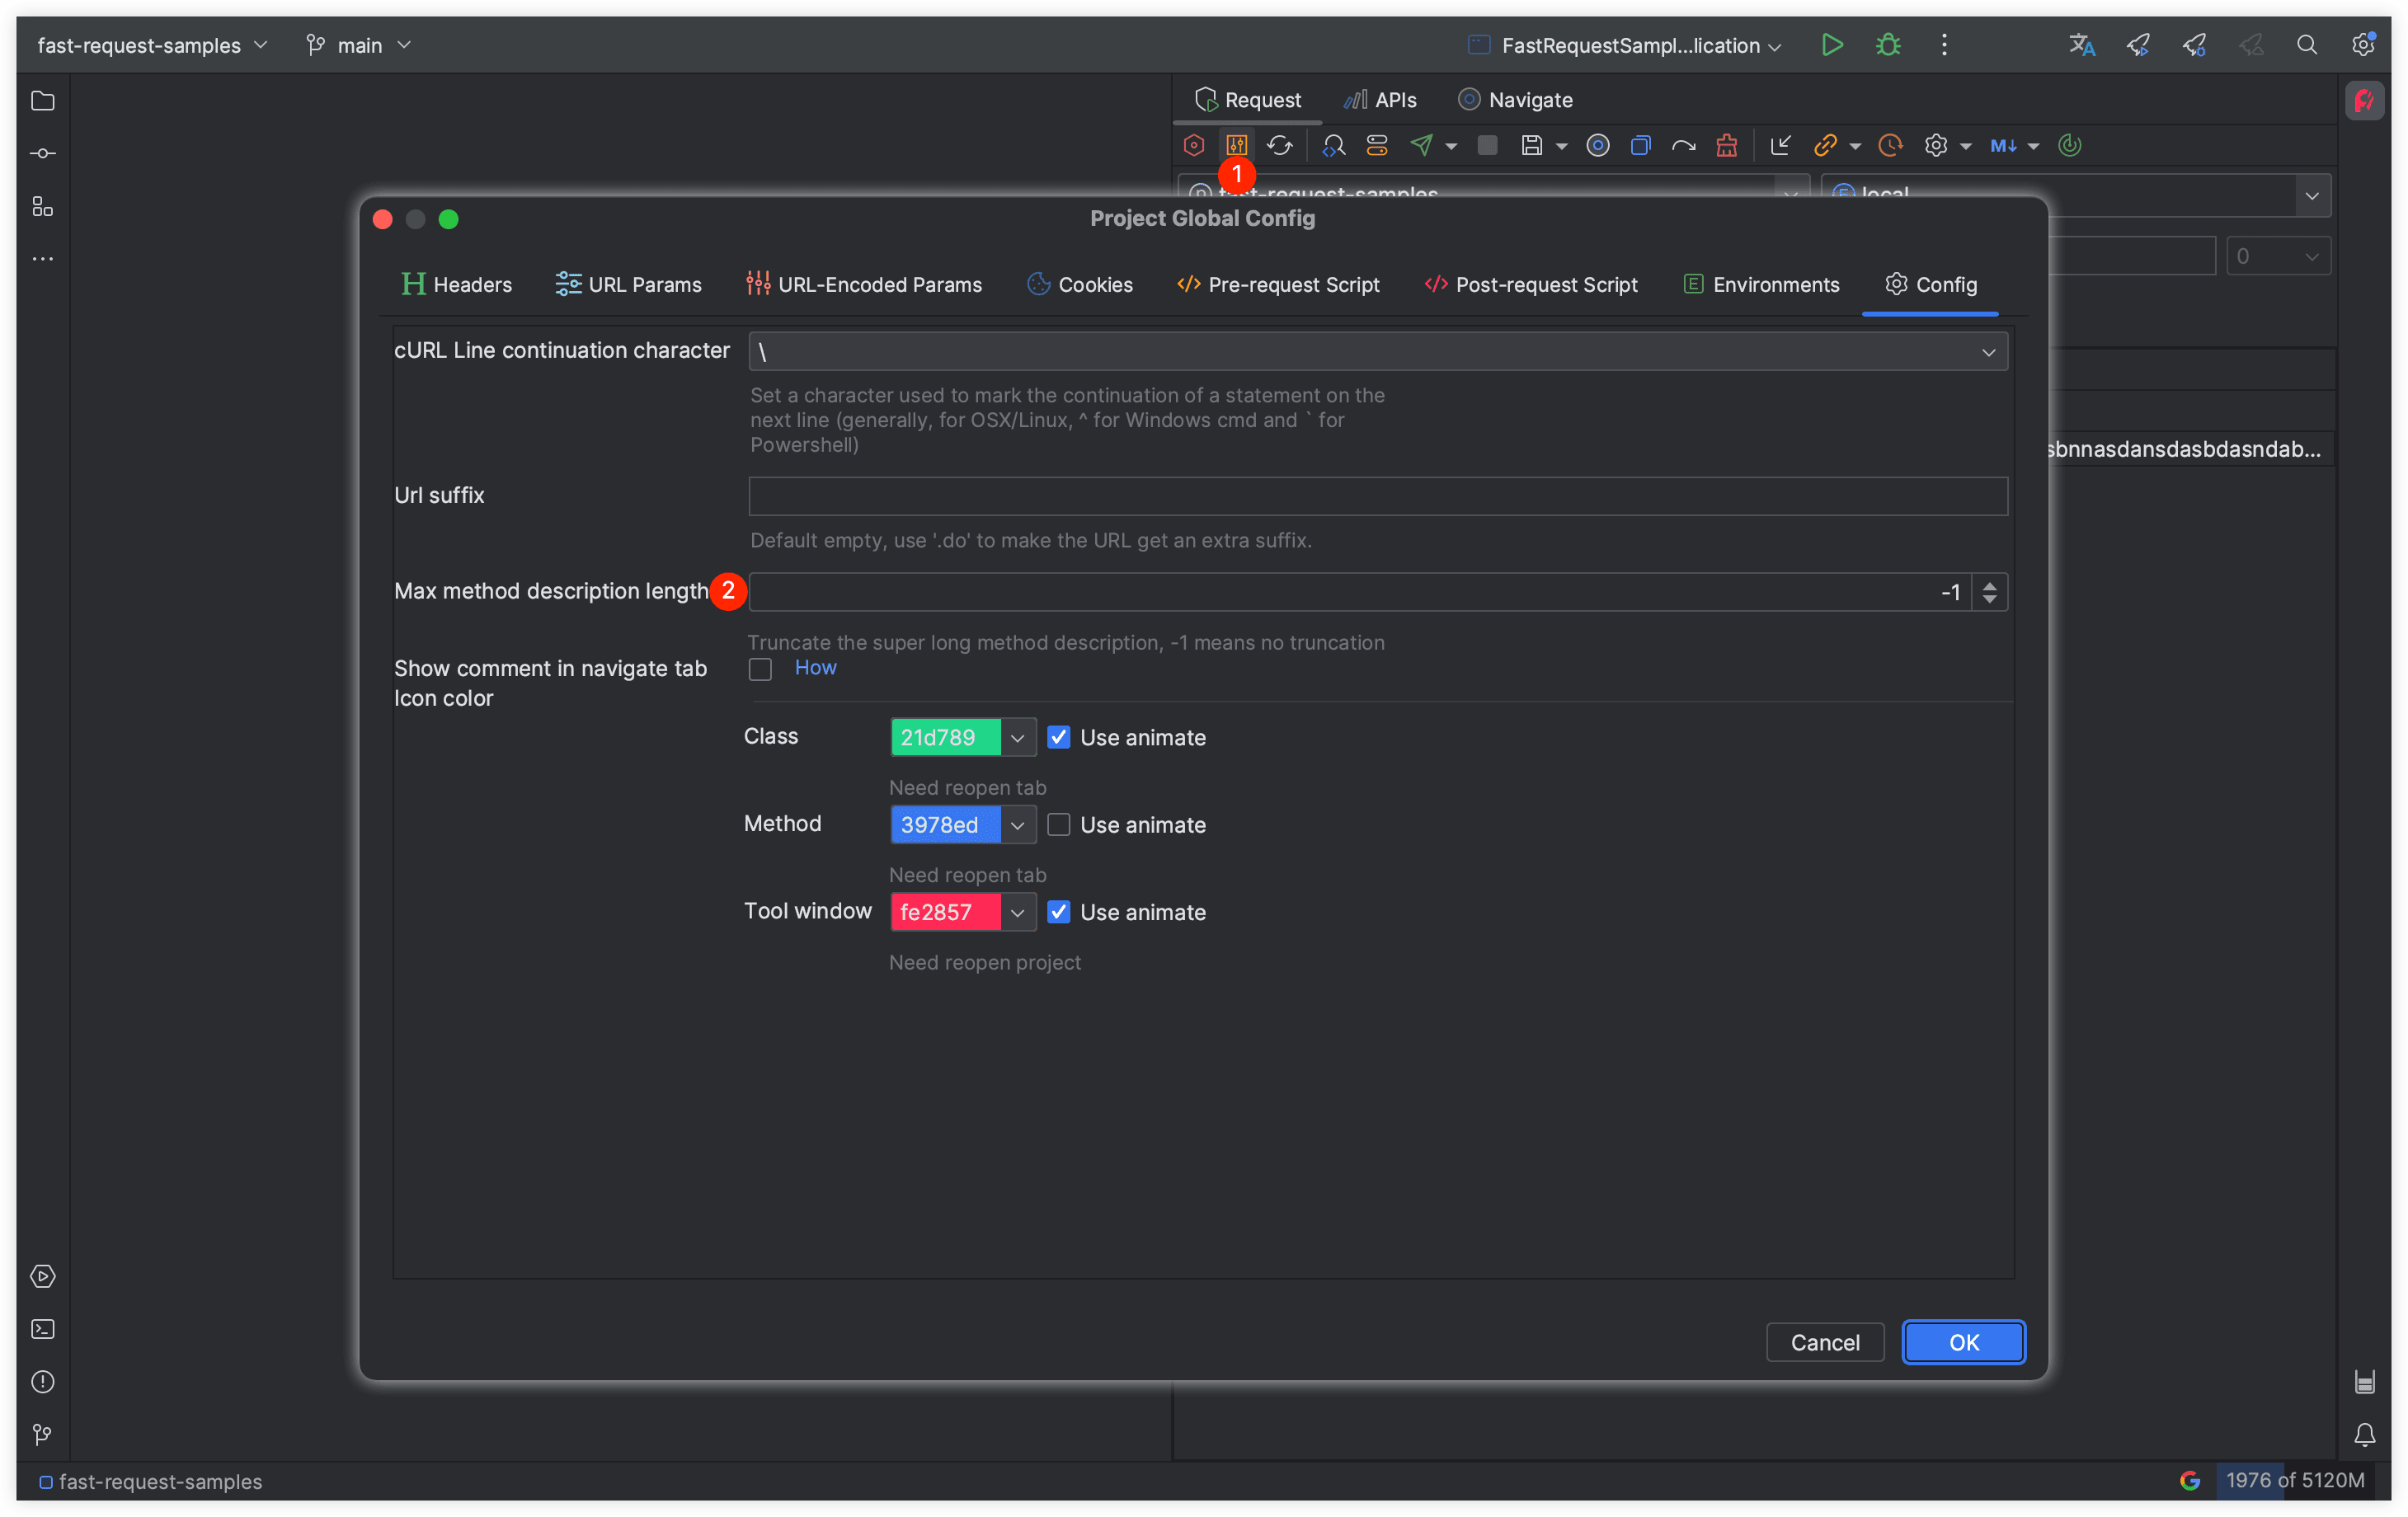 fast-request-samples
main
FastRequestSampl...lication
Request
APIs
Navigate
M↓
1
fast-request-samples
local
Project Global Config
0
Headers
URL Params
URL-Encoded Params
Cookies
Pre-request Script
Post-request Script
Environments
Config
cURL Line continuation character
\
Set a character used to mark the continuation of a statement on the
next line (generally, for OSX/Linux, ^ for Windows cmd and ` for
Powershell)
sbnnasdansdasbdasndab...
Url suffix
Default empty, use '.do' to make the URL get an extra suffix.
Max method description length
2
-1
Truncate the super long method description, -1 means no truncation
Show comment in navigate tab
How
Icon color
Class
21d789
Use animate
Need reopen tab
Method
3978ed
Use animate
Need reopen tab
Tool window
fe2857
Use animate
Need reopen project
Cancel
OK
fast-request-samples
1976 of 5120M